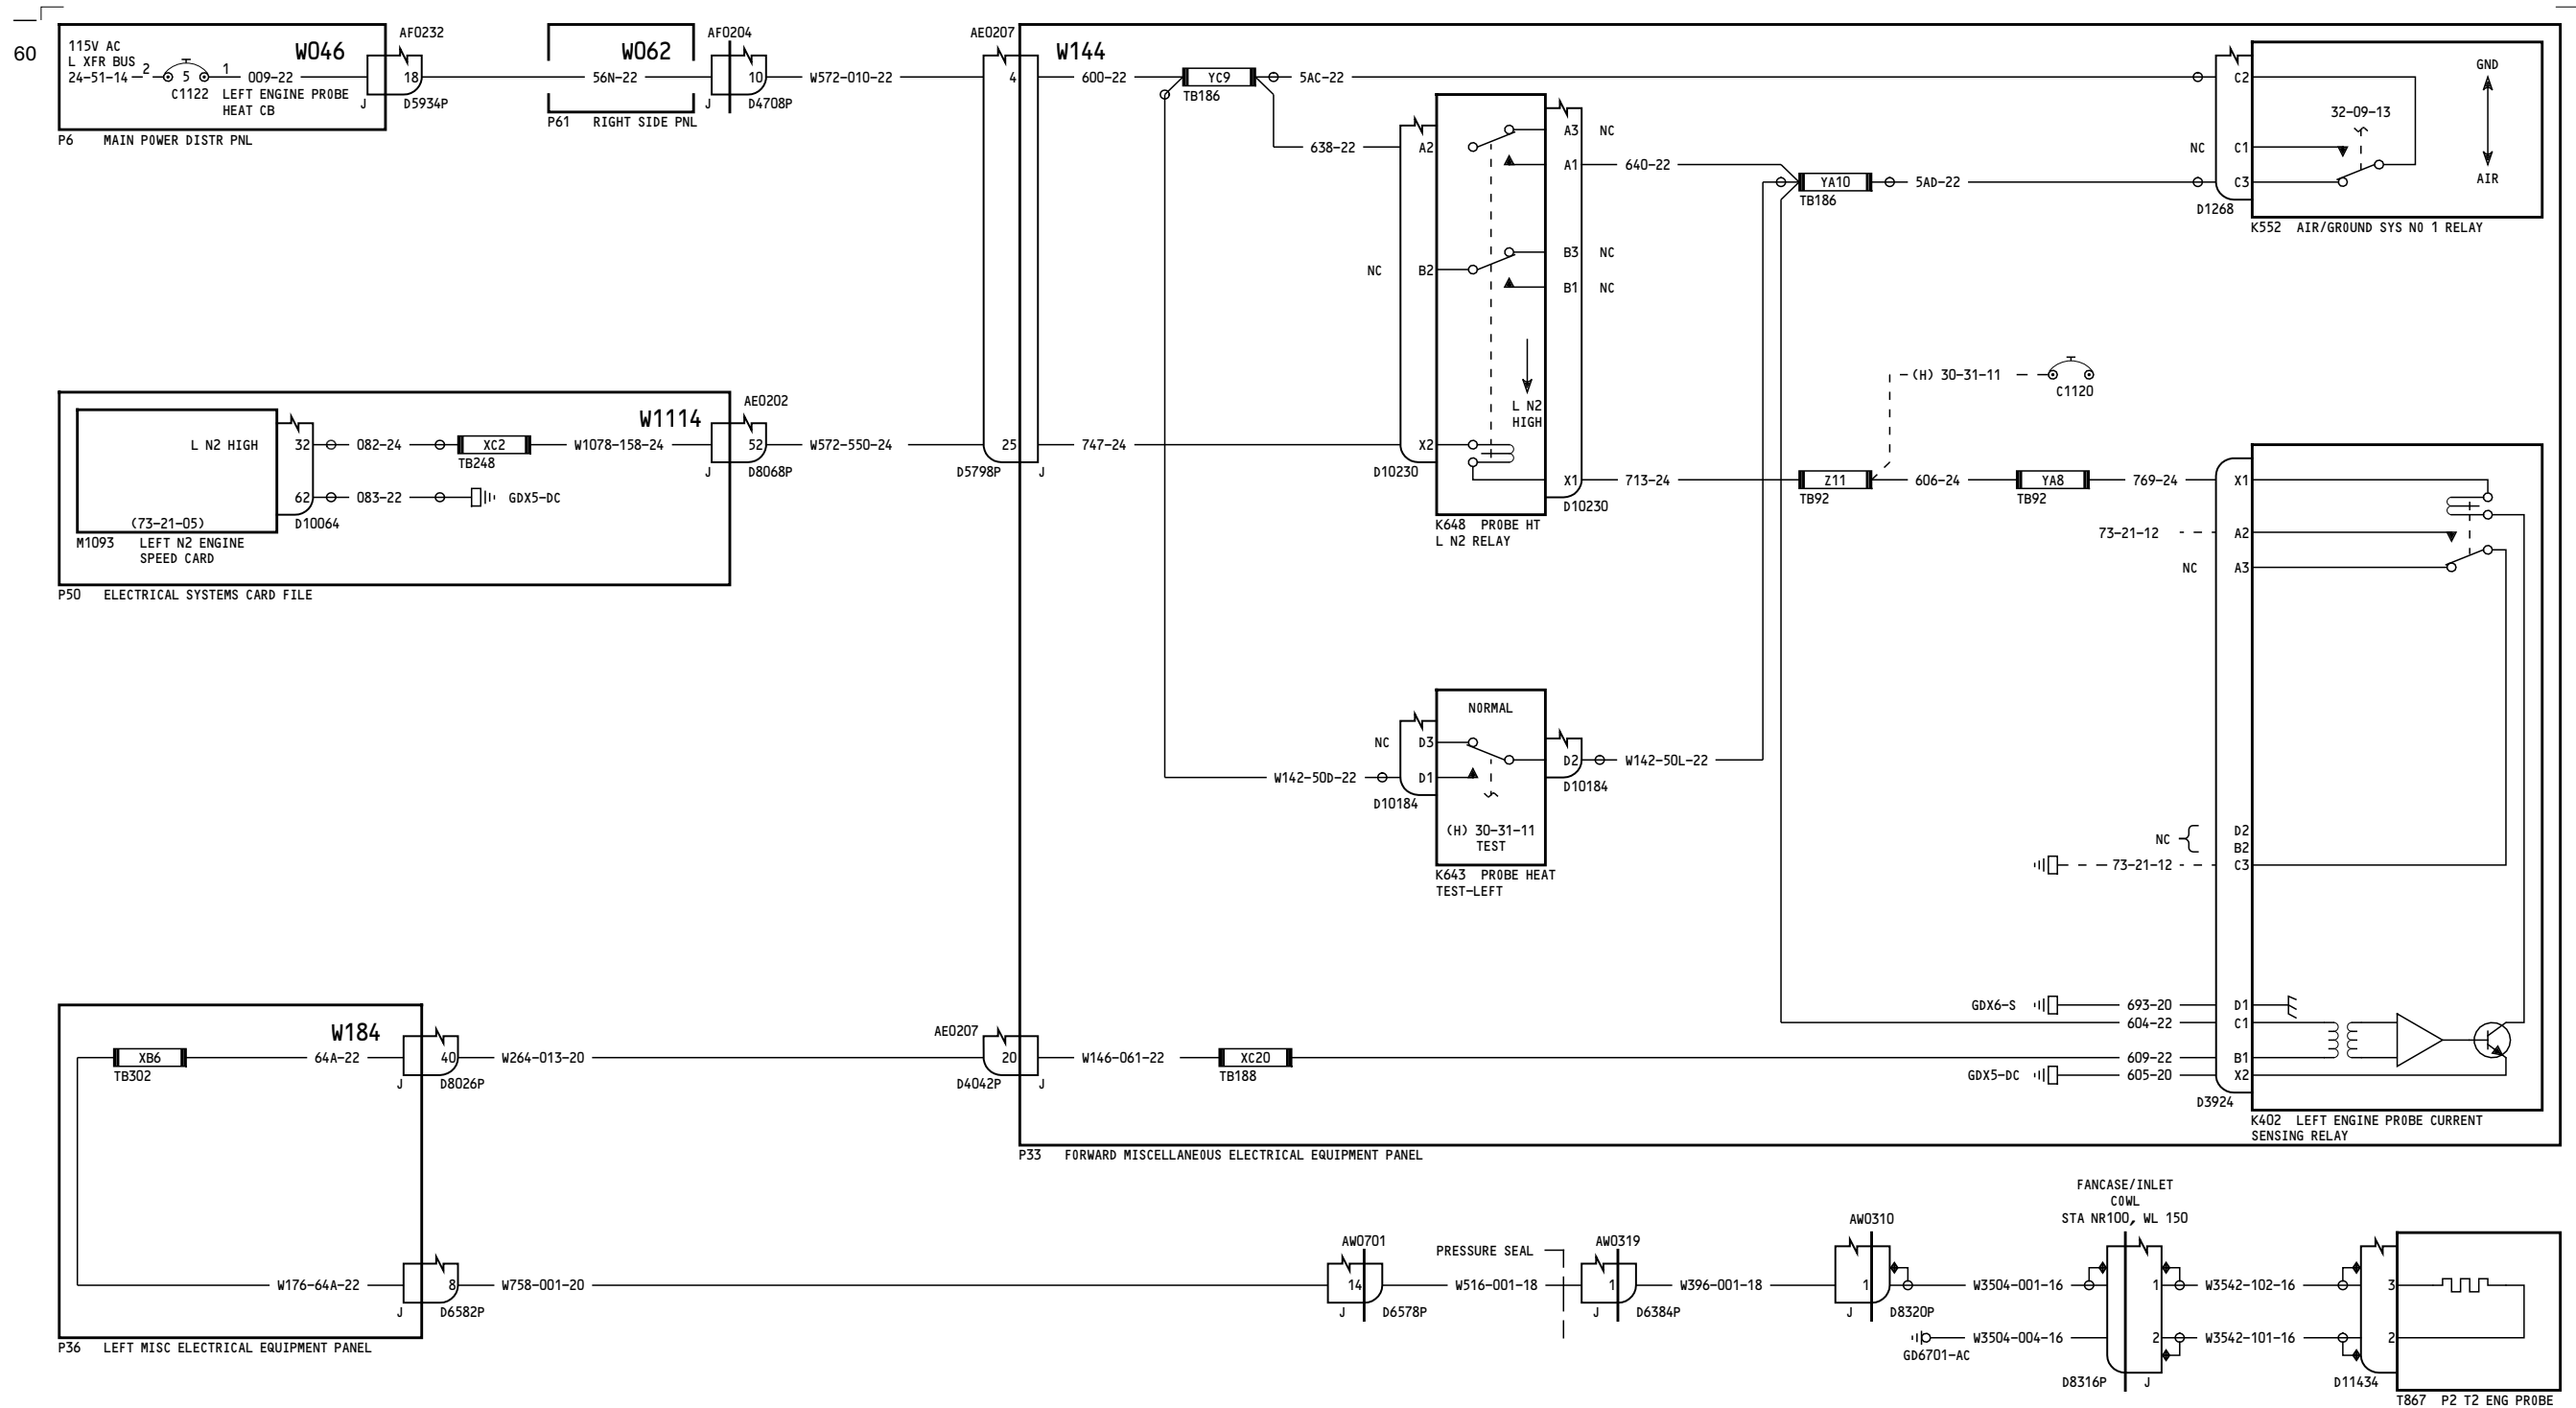 60
115V AC
L XFR BUS
24-51-14
2
5
1
C1122
LEFT ENGINE PROBE
HEAT CB
009-22
W046
AF0232
18
J
D5934P
P6 MAIN POWER DISTR PNL
W062
56N-22
P61 RIGHT SIDE PNL
AF0204
10
J
D4708P
W572-010-22
AE0207
4
W144
600-22
YC9
TB186
5AC-22
638-22
A2
A3
NC
A1
640-22
NC
B2
B3
NC
B1
NC
L N2
HIGH
X2
D10230
X1
D10230
K648 PROBE HT
L N2 RELAY
YA10
TB186
5AD-22
C2
NC
C1
C3
D1268
32-09-13
GND
AIR
K552 AIR/GROUND SYS NO 1 RELAY
L N2 HIGH
32
082-24
XC2
TB248
W1078-158-24
W1114
AE0202
52
J
D8068P
W572-550-24
25
D5798P
J
747-24
62
083-22
GDX5-DC
(73-21-05)
D10064
M1093 LEFT N2 ENGINE
SPEED CARD
P50 ELECTRICAL SYSTEMS CARD FILE
(H) 30-31-11
C1120
713-24
Z11
TB92
606-24
YA8
TB92
769-24
X1
73-21-12
A2
NC
A3
NORMAL
NC
D3
D1
D2
W142-50D-22
D10184
W142-50L-22
D10184
(H) 30-31-11
TEST
K643 PROBE HEAT
TEST-LEFT
NC
D2
B2
73-21-12
C3
GDX6-S
693-20
D1
604-22
C1
609-22
B1
GDX5-DC
605-20
X2
D3924
K402 LEFT ENGINE PROBE CURRENT
SENSING RELAY
W184
XB6
TB302
64A-22
40
J
D8026P
W264-013-20
AE0207
20
D4042P
J
W146-061-22
XC20
TB188
P33 FORWARD MISCELLANEOUS ELECTRICAL EQUIPMENT PANEL
W176-64A-22
8
J
D6582P
W758-001-20
P36 LEFT MISC ELECTRICAL EQUIPMENT PANEL
AW0701
14
J
D6578P
W516-001-18
PRESSURE SEAL
AW0319
1
J
D6384P
W396-001-18
AW0310
1
J
D8320P
W3504-001-16
GD6701-AC
W3504-004-16
FANCASE/INLET
COWL
STA NR100, WL 150
1
2
D8316P
J
W3542-102-16
W3542-101-16
3
2
D11434
T867 P2 T2 ENG PROBE